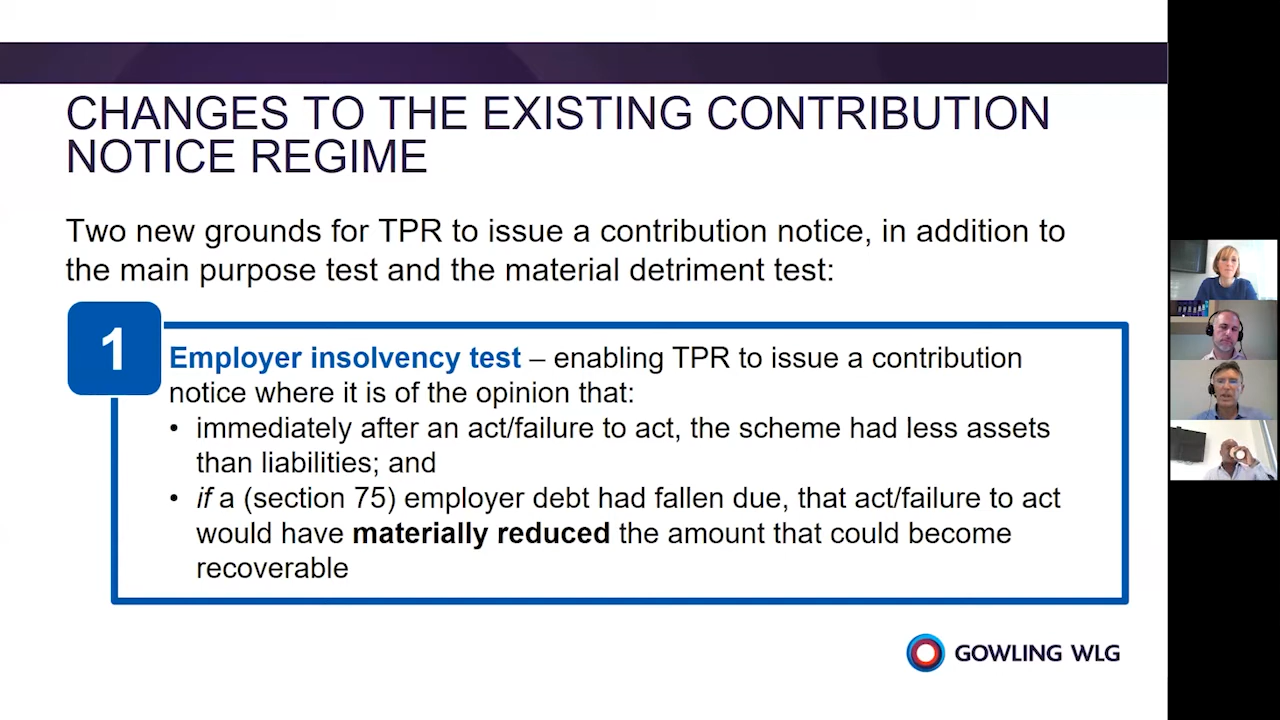 CHANGES TO THE EXISTING CONTRIBUTION
NOTICE REGIME
Two new grounds for TPR to issue a contribution notice, in addition to
the main purpose test and the material detriment test:
1
Employer insolvency test – enabling TPR to issue a contribution
notice where it is of the opinion that:
• immediately after an act/failure to act, the scheme had less assets
than liabilities; and
• if a (section 75) employer debt had fallen due, that act/failure to act
would have materially reduced the amount that could become
recoverable
GOWLING WLG